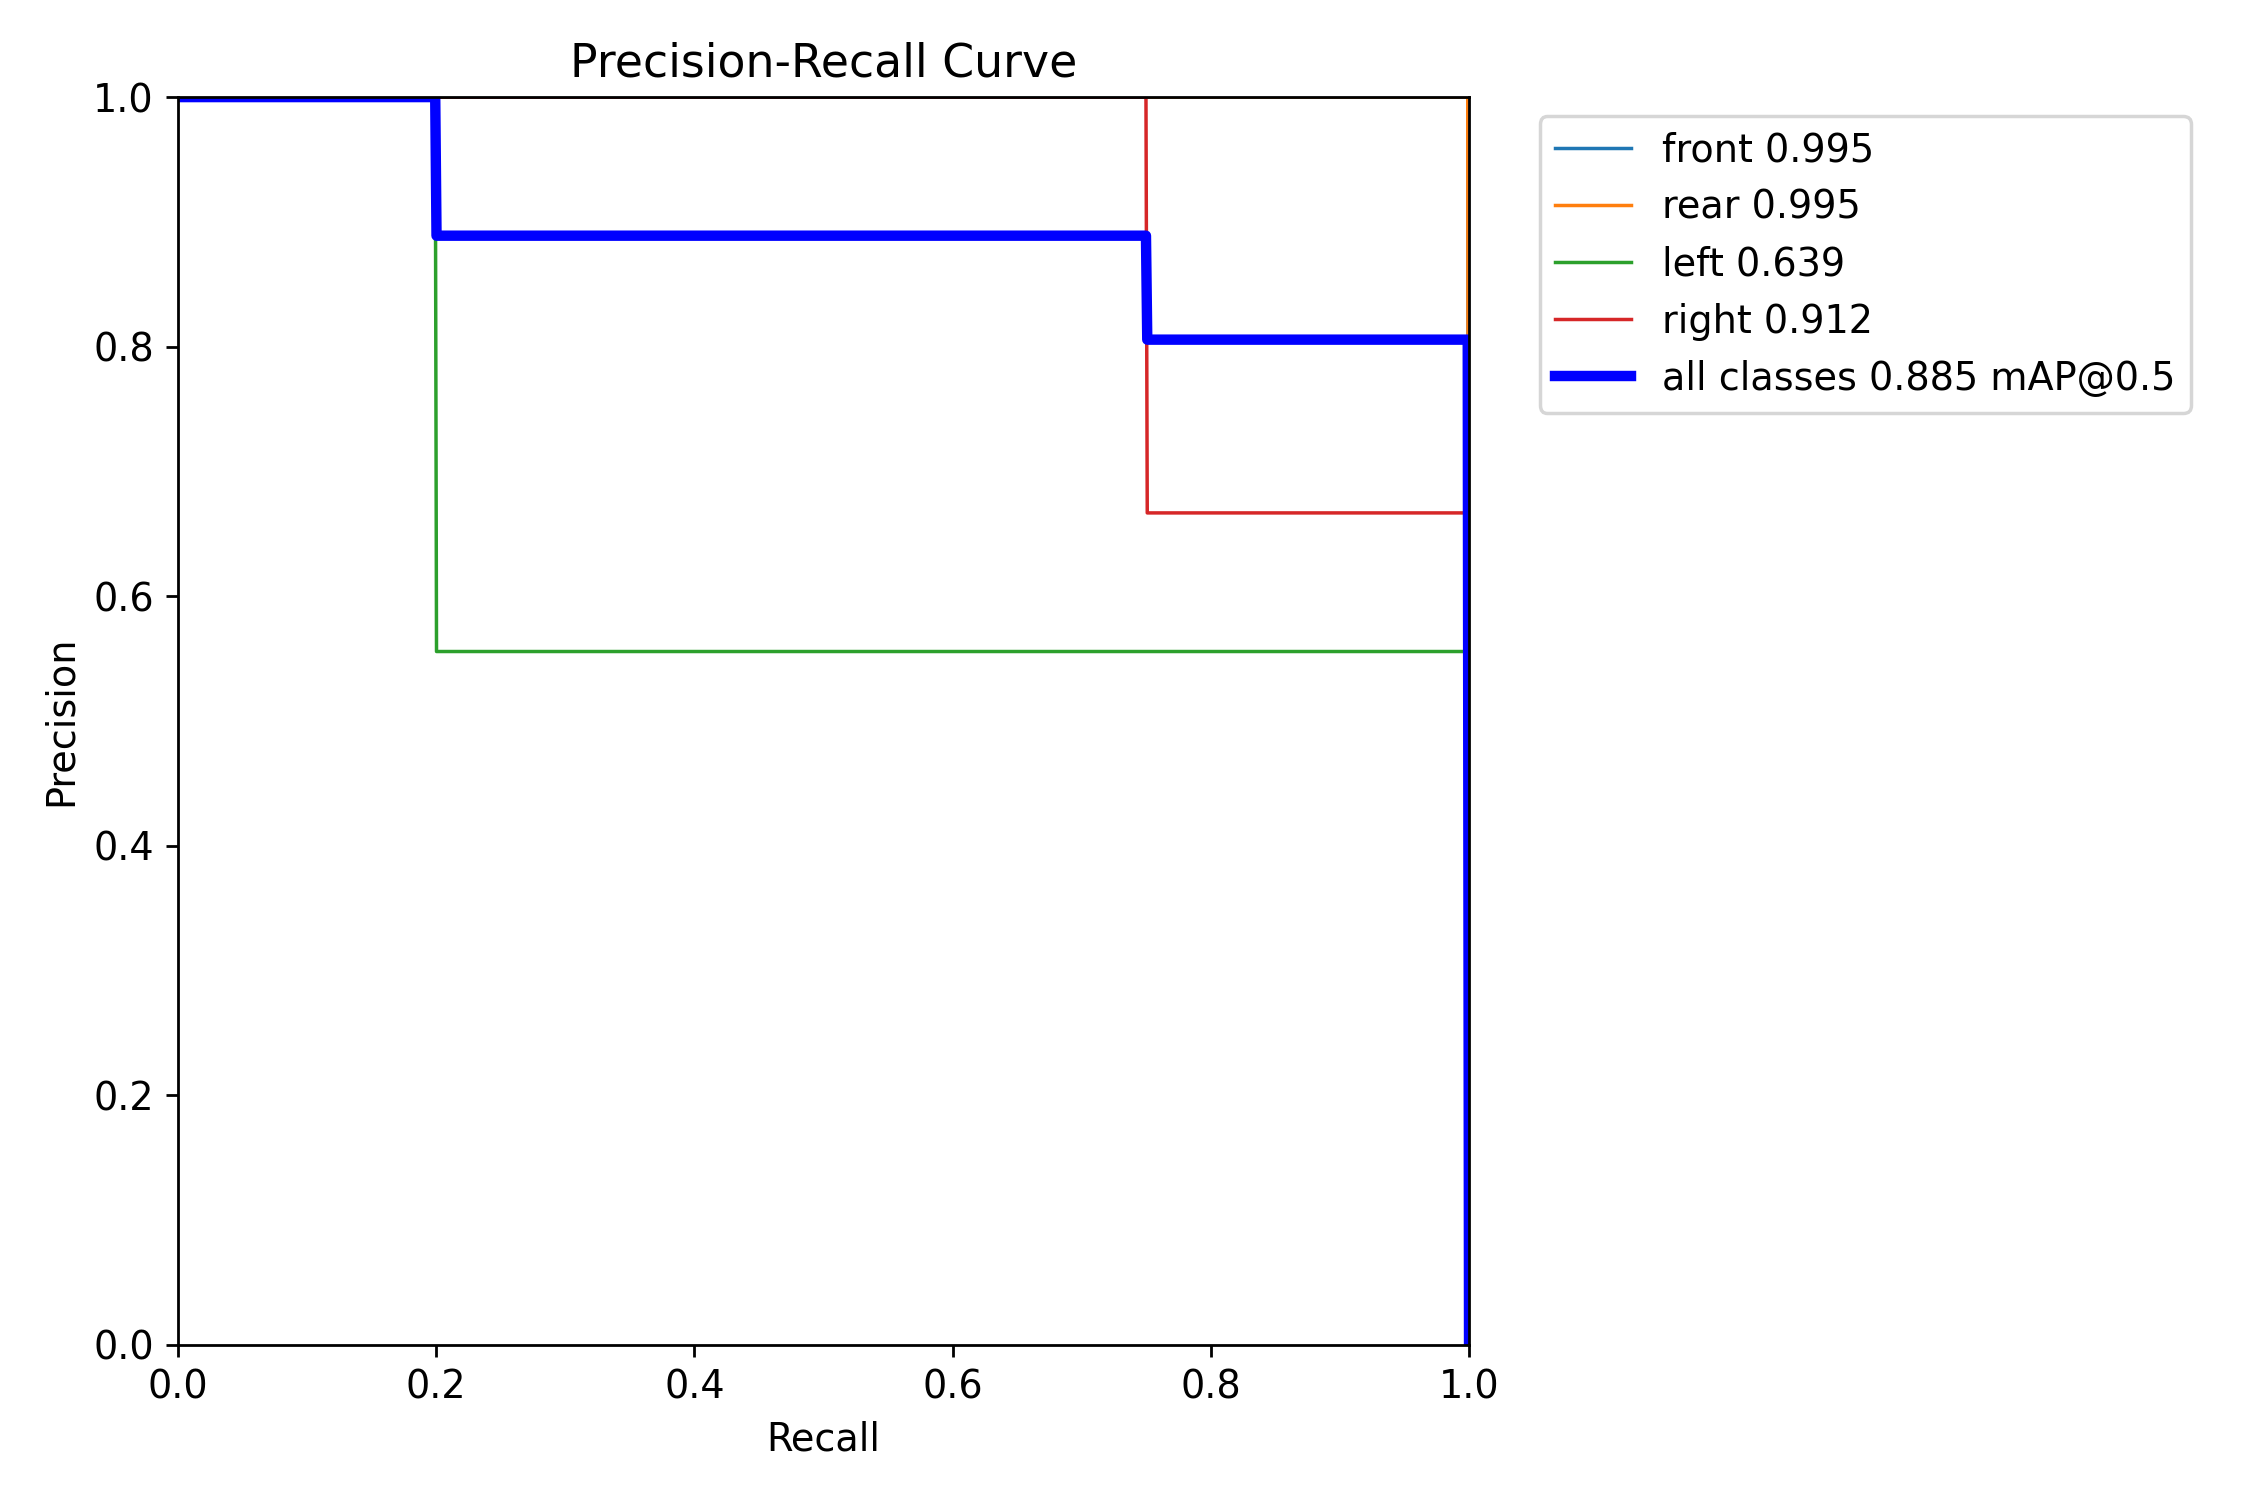 Precision-Recall Curve
1.0
0.8
0.6
0.4
0.2
0.0
Precision
0.0 0.2 0.4 0.6 0.8 1.0
Recall
front 0.995
rear 0.995
left 0.639
right 0.912
all classes 0.885 mAP@0.5